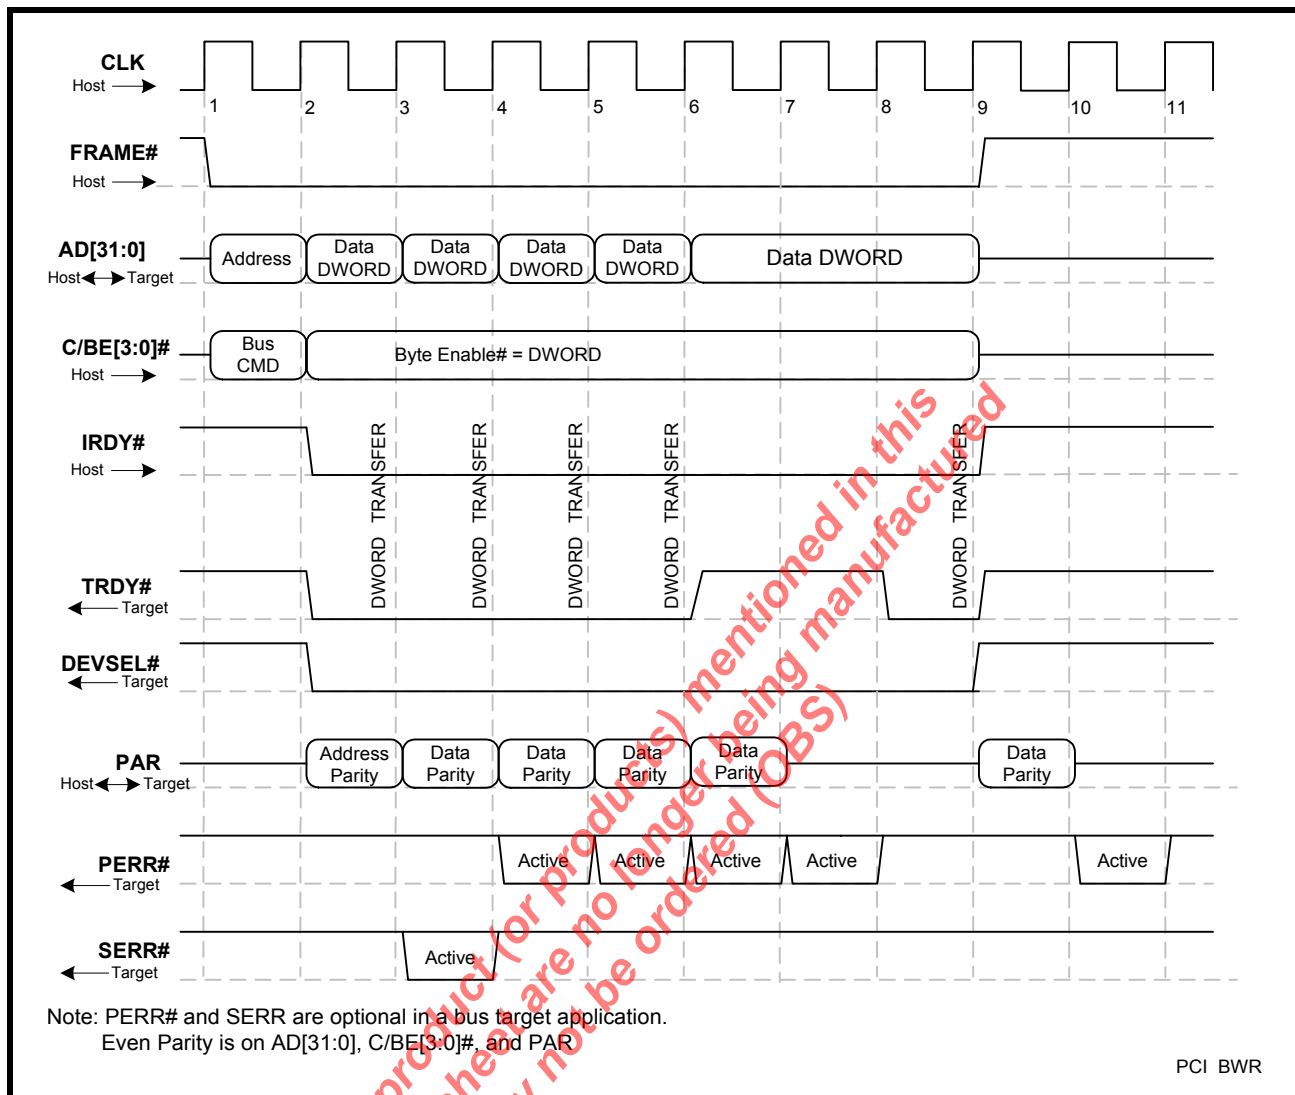 CLK
Host
1 2 3 4 5 6 7 8 9 10 11
FRAME#
Host
AD[31:0]
Host Target
Address
Data DWORD
Data DWORD
Data DWORD
Data DWORD
Data DWORD
C/BE[3:0]#
Host
Bus CMD
Byte Enable# = DWORD
IRDY#
Host
DWORD TRANSFER
DWORD TRANSFER
DWORD TRANSFER
DWORD TRANSFER
DWORD TRANSFER
TRDY#
Target
DEVSEL#
Target
PAR
Host Target
Address Parity
Data Parity
Data Parity
Data Parity
Data Parity
Data Parity
PERR#
Target
Active
Active
Active
Active
Active
SERR#
Target
Active
Note: PERR# and SERR are optional in a bus target application.
Even Parity is on AD[31:0], C/BE[3:0]#, and PAR
PCI BWR
product (or products) mentioned in this
sheet are no longer being manufactured
y not be ordered (OBS)